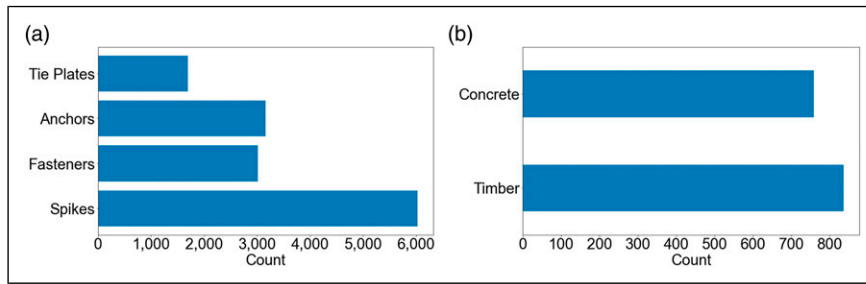 (a)
Tie Plates
Anchors
Fasteners
Spikes
0 1,000 2,000 3,000 4,000 5,000 6,000
Count
(b)
Concrete
Timber
0 100 200 300 400 500 600 700 800
Count